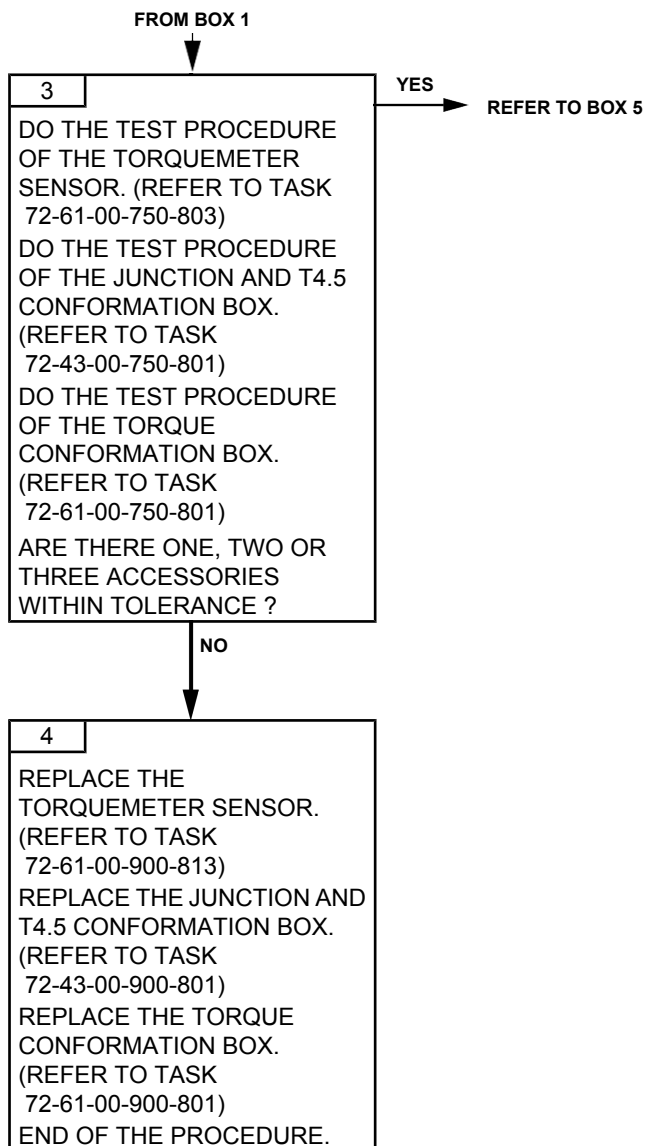 FROM BOX 1
3
YES
REFER TO BOX 5
DO THE TEST PROCEDURE
OF THE TORQUEMETER
SENSOR. (REFER TO TASK
72-61-00-750-803)
DO THE TEST PROCEDURE
OF THE JUNCTION AND T4.5
CONFORMATION BOX.
(REFER TO TASK
72-43-00-750-801)
DO THE TEST PROCEDURE
OF THE TORQUE
CONFORMATION BOX.
(REFER TO TASK
72-61-00-750-801)
ARE THERE ONE, TWO OR
THREE ACCESSORIES
WITHIN TOLERANCE ?
NO
4
REPLACE THE
TORQUEMETER SENSOR.
(REFER TO TASK
72-61-00-900-813)
REPLACE THE JUNCTION AND
T4.5 CONFORMATION BOX.
(REFER TO TASK
72-43-00-900-801)
REPLACE THE TORQUE
CONFORMATION BOX.
(REFER TO TASK
72-61-00-900-801)
END OF THE PROCEDURE.